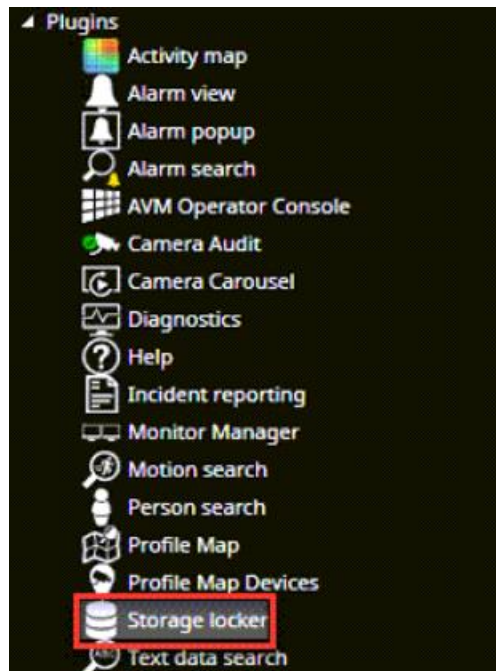 Plugins
Activity map
Alarm view
Alarm popup
Alarm search
AVM Operator Console
Camera Audit
Camera Carousel
Diagnostics
Help
Incident reporting
Monitor Manager
Motion search
Person search
Profile Map
Profile Map Devices
Storage locker
Text data search